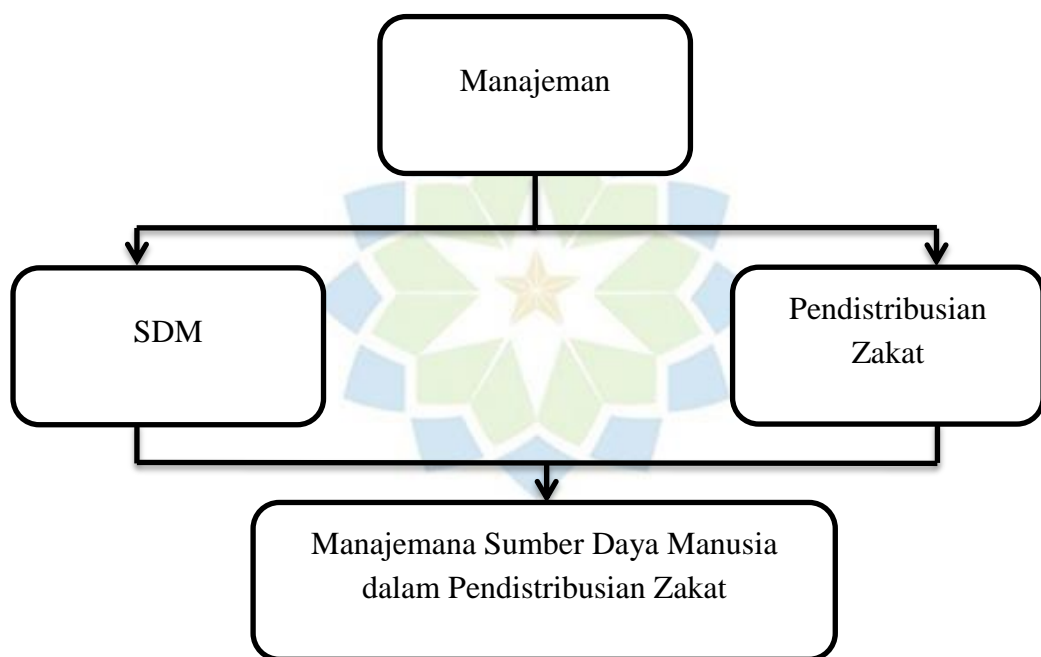 Manajeman
SDM
Pendistribusian
Zakat
Manajemana Sumber Daya Manusia
dalam Pendistribusian Zakat